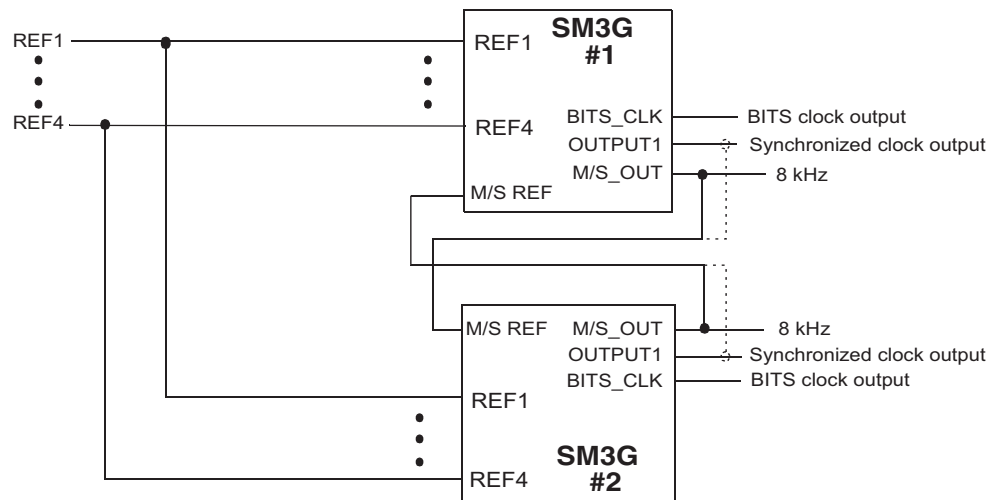 REF1
REF4
SM3G
#1
REF1
REF4
M/S REF
BITS_CLK
OUTPUT1
M/S_OUT
BITS clock output
Synchronized clock output
8 kHz
M/S REF
REF1
REF4
M/S_OUT
OUTPUT1
BITS_CLK
8 kHz
Synchronized clock output
BITS clock output
SM3G
#2